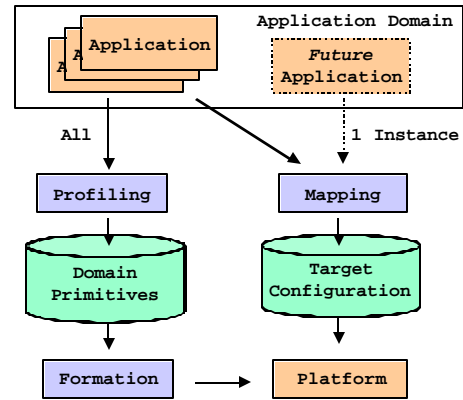 Application Domain
Application
A
A
Future
Application
All
1 Instance
Profiling
Mapping
Domain
Primitives
Target
Configuration
Formation
Platform